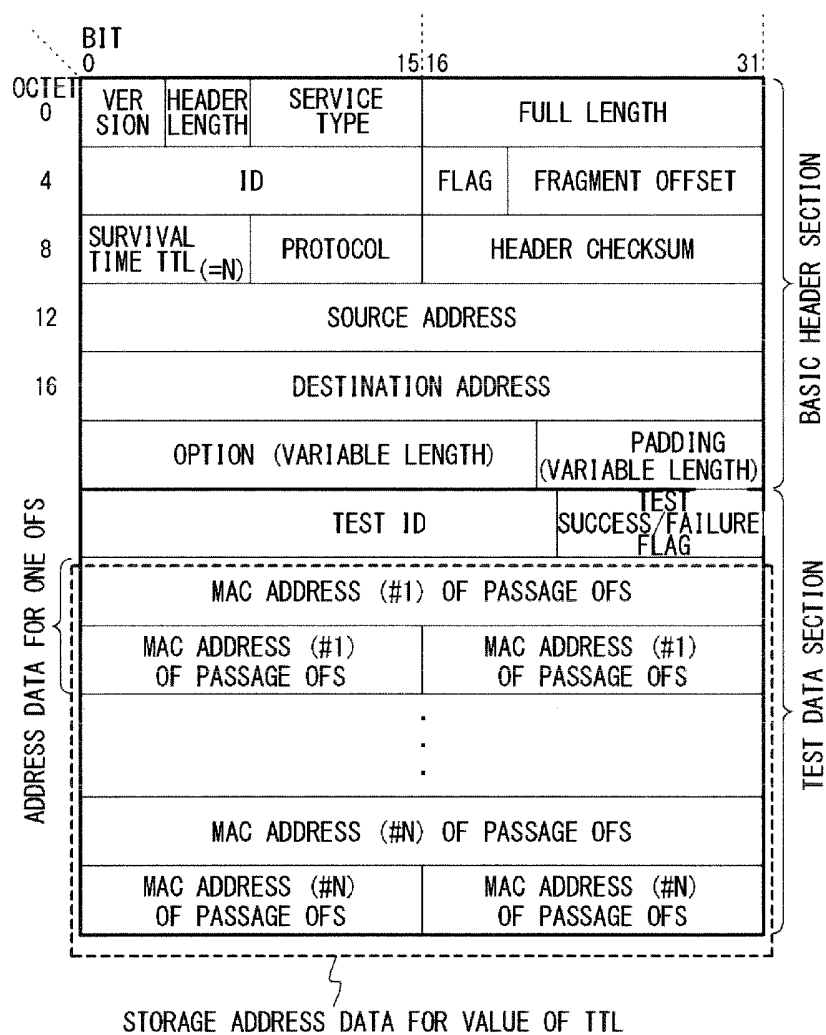 BIT
0 15 16 31
OCTET
0 VER SION HEADER LENGTH SERVICE TYPE FULL LENGTH
4 ID FLAG FRAGMENT OFFSET
8 SURVIVAL TIME TTL (=N) PROTOCOL HEADER CHECKSUM
12 SOURCE ADDRESS
16 DESTINATION ADDRESS
OPTION (VARIABLE LENGTH) PADDING (VARIABLE LENGTH)
BASIC HEADER SECTION
TEST ID TEST SUCCESS/FAILURE FLAG
MAC ADDRESS (#1) OF PASSAGE OFS
MAC ADDRESS (#1) OF PASSAGE OFS MAC ADDRESS (#1) OF PASSAGE OFS
.
.
.
MAC ADDRESS (#N) OF PASSAGE OFS
MAC ADDRESS (#N) OF PASSAGE OFS MAC ADDRESS (#N) OF PASSAGE OFS
ADDRESS DATA FOR ONE OFS
TEST DATA SECTION
STORAGE ADDRESS DATA FOR VALUE OF TTL